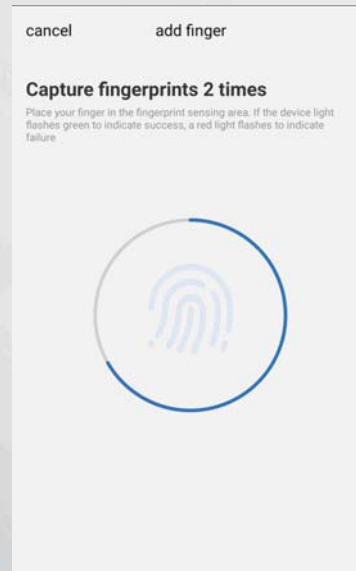 cancel add finger
Capture fingerprints 2 times
Place your finger in the fingerprint sensing area. If the device light
flashes green to indicate success, a red light flashes to indicate
failure